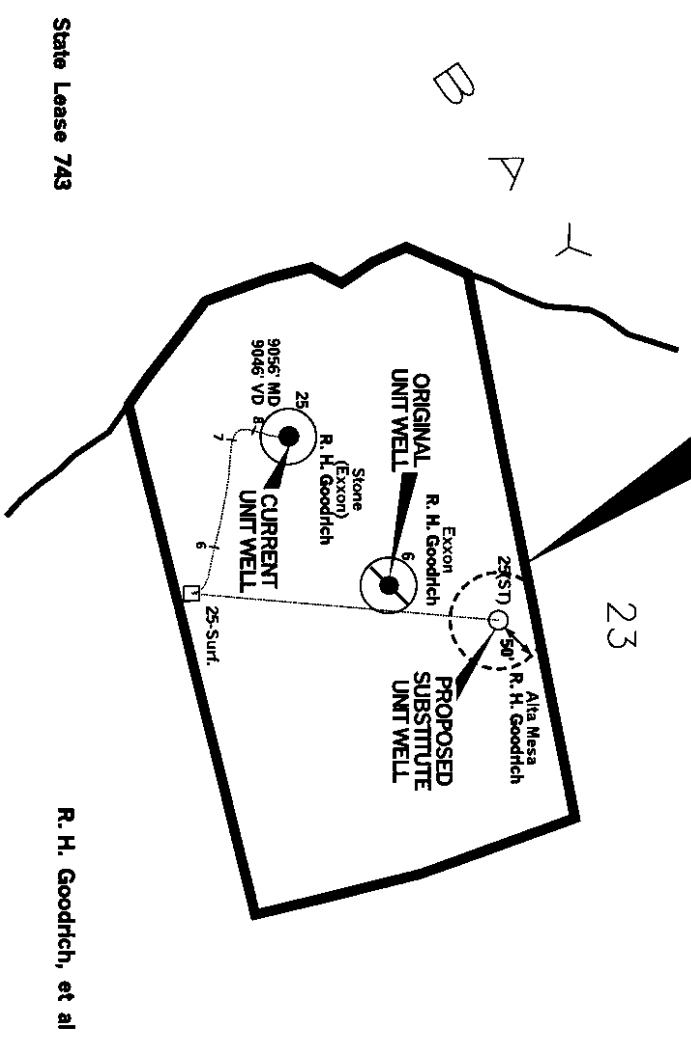 BAY
23
Alta Mesa
R. H. Goodrich
25(ST)
50'
PROPOSED
SUBSTITUTE
UNIT WELL
ORIGINAL
UNIT WELL
Exxon
R. H. Goodrich
6
Stone
(Exxon)
R. H. Goodrich
25
9056' MD
9046' VD
8
7
6
CURRENT
UNIT WELL
25-Surf.
State Lease 743
R. H. Goodrich, et al